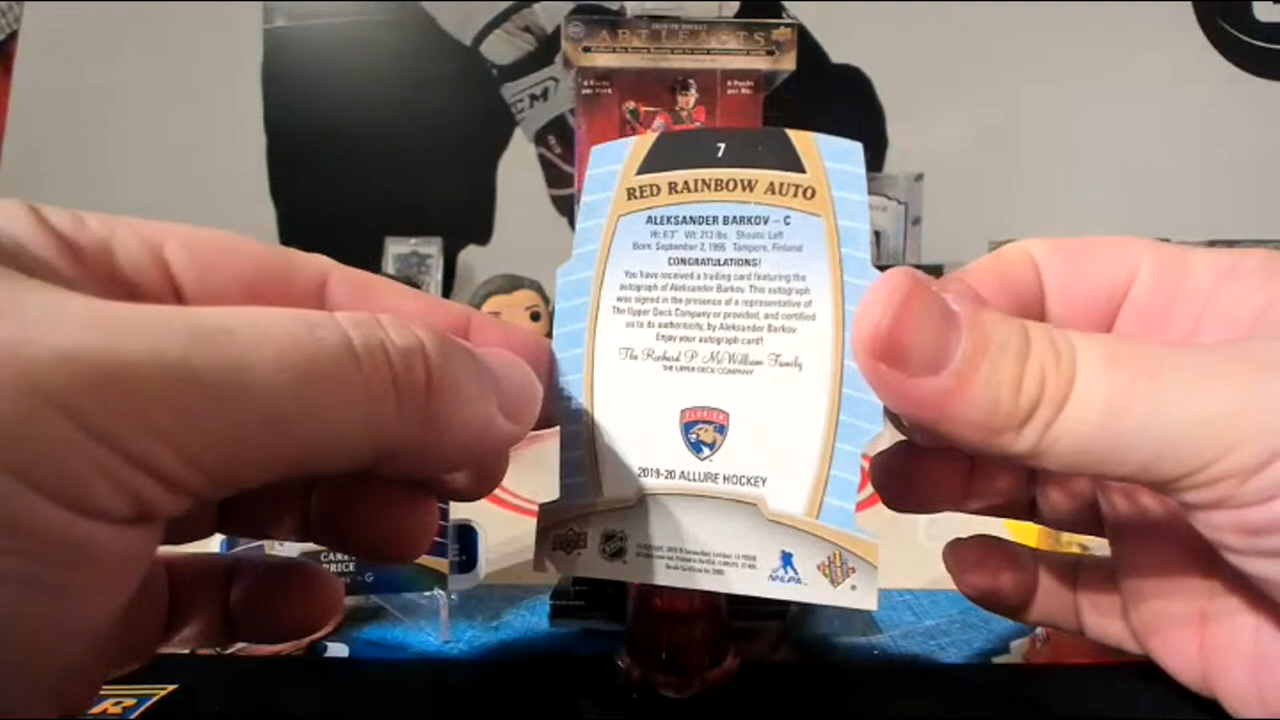 ARTIFACTS
CCM
7
RED RAINBOW AUTO
ALEKSANDER BARKOV – C
Ht: 6'3" Wt: 213 lbs. Shoots: Left
Born: September 2, 1995 Tampere, Finland
CONGRATULATIONS!
You have received a trading card featuring the
autograph of Aleksander Barkov. This autograph
was signed in the presence of a representative of
The Upper Deck Company or provided, and certified
as to its authenticity, by Aleksander Barkov.
Enjoy your autograph card!
The Richard P. McWilliam Family
THE UPPER DECK COMPANY
FLORIDA
2019-20 ALLURE HOCKEY
NHLPA
CAREY
PRICE
G
R